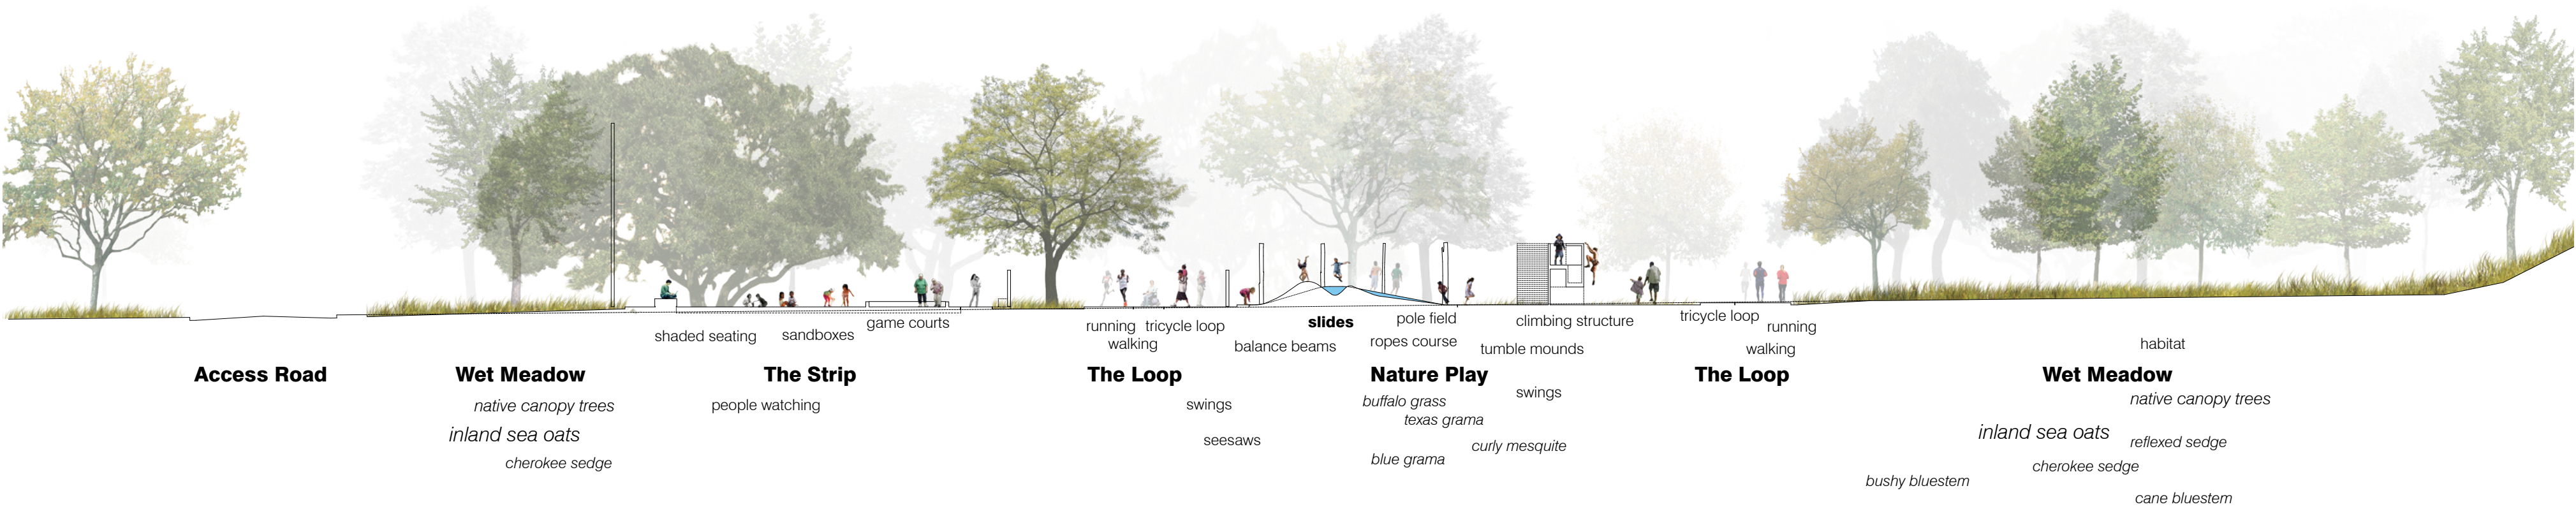 shaded seating
sandboxes
game courts
running
tricycle loop
walking
balance beams
slides
pole field
ropes course
climbing structure
tumble mounds
tricycle loop
running
walking
habitat
Access Road
Wet Meadow
The Strip
The Loop
Nature Play
The Loop
Wet Meadow
native canopy trees
inland sea oats
cherokee sedge
people watching
swings
seesaws
buffalo grass
texas grama
curly mesquite
blue grama
swings
native canopy trees
inland sea oats
reflexed sedge
cherokee sedge
bushy bluestem
cane bluestem